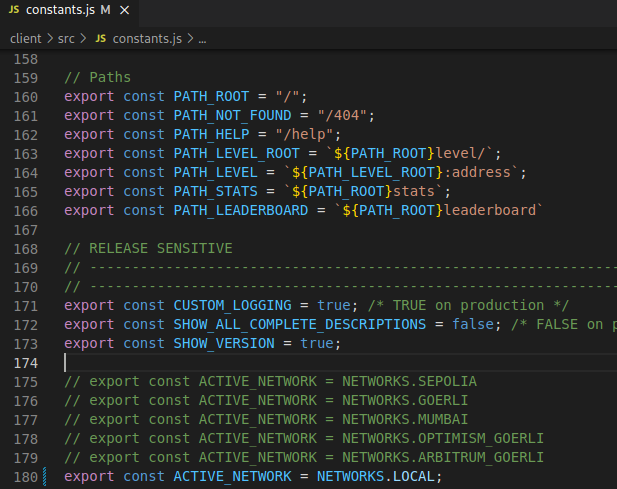 JS constants.js M ×
client > src > JS constants.js > ...
158
159 // Paths
160 export const PATH_ROOT = "/";
161 export const PATH_NOT_FOUND = "/404";
162 export const PATH_HELP = "/help";
163 export const PATH_LEVEL_ROOT = `${PATH_ROOT}level/`;
164 export const PATH_LEVEL = `${PATH_LEVEL_ROOT}:address`;
165 export const PATH_STATS = `${PATH_ROOT}stats`;
166 export const PATH_LEADERBOARD = `${PATH_ROOT}leaderboard`
167
168 // RELEASE SENSITIVE
169 // ----------------------------------------------------------------
170 // ----------------------------------------------------------------
171 export const CUSTOM_LOGGING = true; /* TRUE on production */
172 export const SHOW_ALL_COMPLETE_DESCRIPTIONS = false; /* FALSE on
173 export const SHOW_VERSION = true;
174
175 // export const ACTIVE_NETWORK = NETWORKS.SEPOLIA
176 // export const ACTIVE_NETWORK = NETWORKS.GOERLI
177 // export const ACTIVE_NETWORK = NETWORKS.MUMBAI
178 // export const ACTIVE_NETWORK = NETWORKS.OPTIMISM_GOERLI
179 // export const ACTIVE_NETWORK = NETWORKS.ARBITRUM_GOERLI
180 export const ACTIVE_NETWORK = NETWORKS.LOCAL;